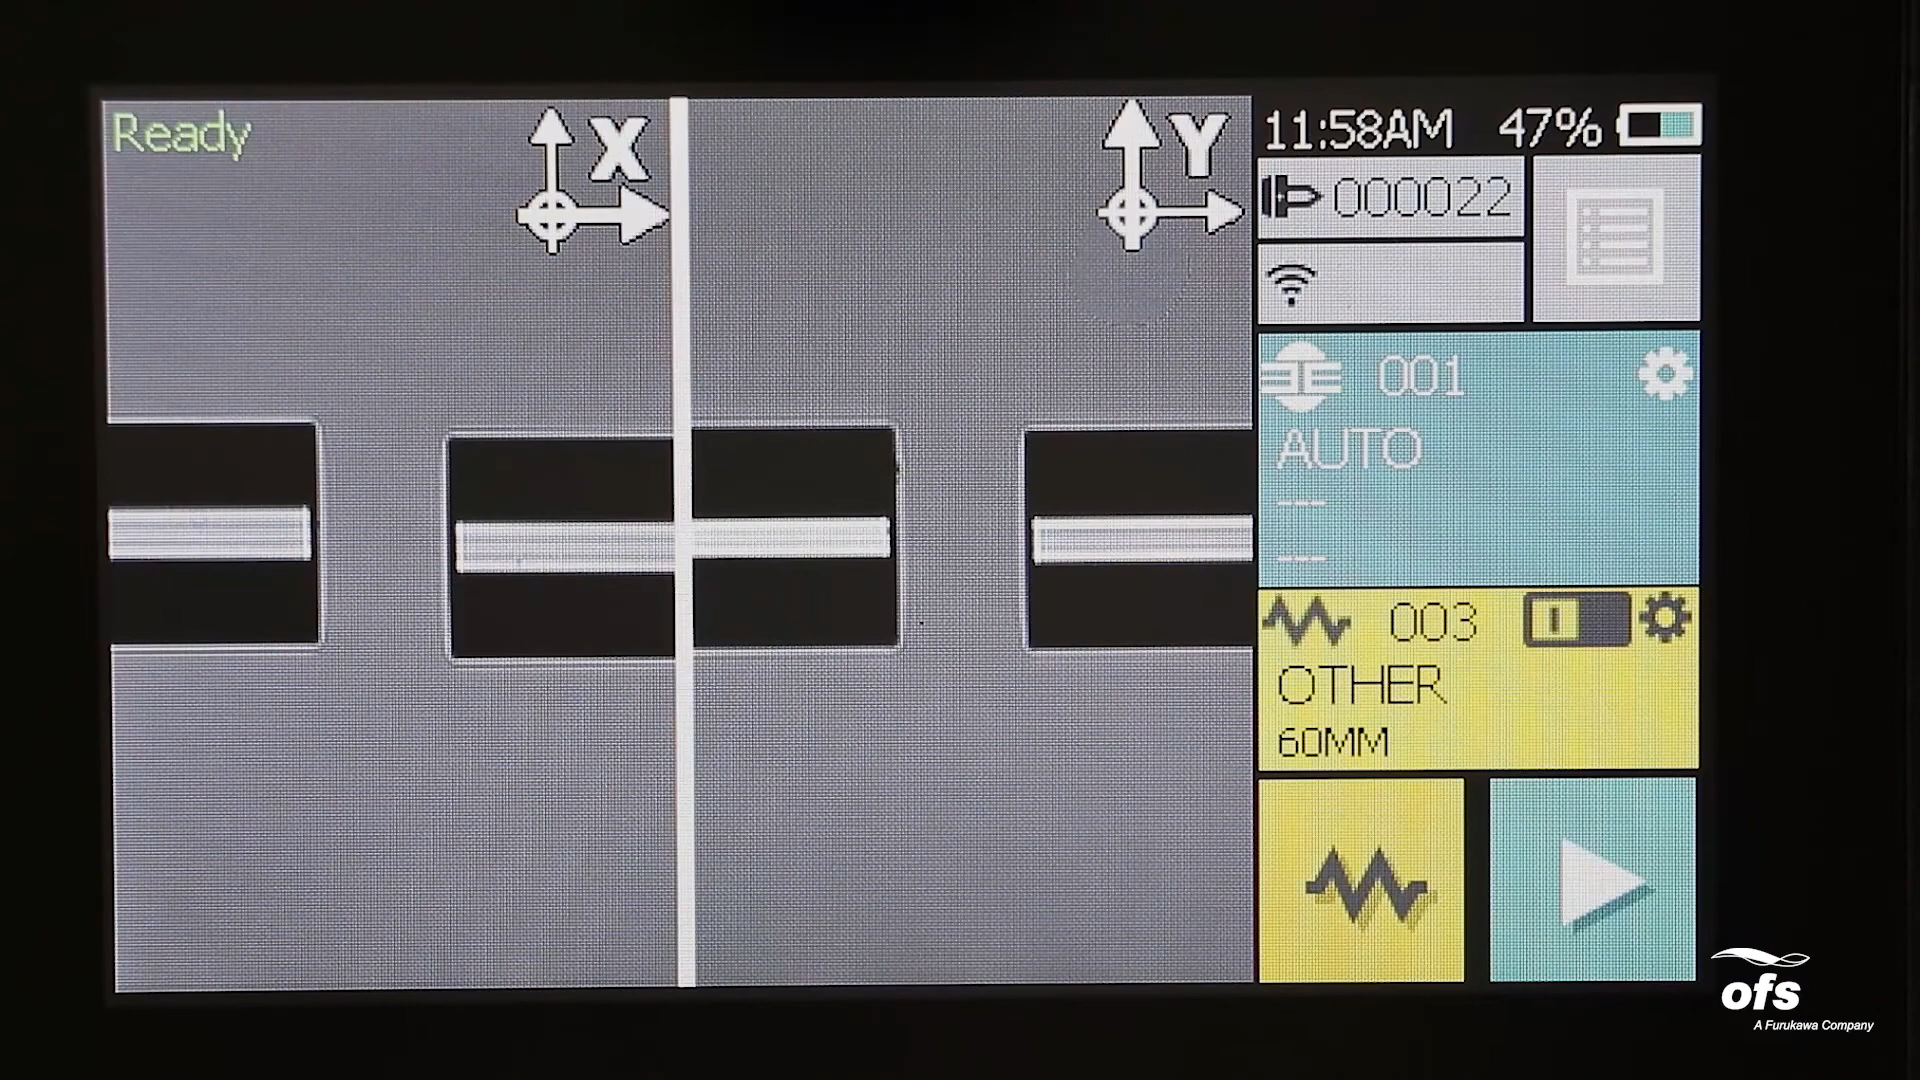 Ready
X
Y
11:58AM 47%
000022
001
AUTO
---
---
003
OTHER
60MM
ofs
A Furukawa Company